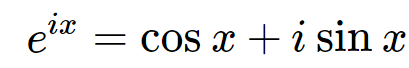 e^{ix} = cos x + i sin x